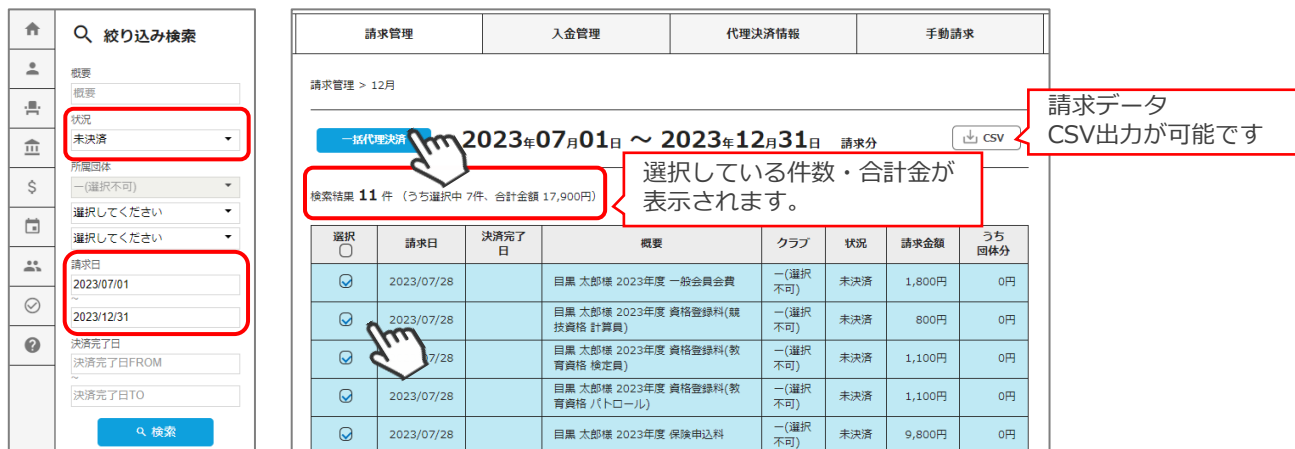 絞り込み検索
概要
概要
状況
未決済
所属団体
ー(選択不可)
選択してください
選択してください
請求日
2023/07/01
~
2023/12/31
決済完了日
決済完了日FROM
~
決済完了日TO
検索
請求管理 入金管理 代理決済情報 手動請求
請求管理 > 12月
一括代理決済
2023年07月01日 ～ 2023年12月31日 請求分
CSV
請求データ
CSV出力が可能です
検索結果 11 件 （うち選択中 7件、合計金額 17,900円）
選択している件数・合計金が
表示されます。
選択 請求日 決済完了日 概要 クラブ 状況 請求金額 うち団体分
2023/07/28 目黒 太郎様 2023年度 一般会員会費 ー(選択不可) 未決済 1,800円 0円
2023/07/28 目黒 太郎様 2023年度 資格登録料(競技資格 計算員) ー(選択不可) 未決済 800円 0円
7/28 目黒 太郎様 2023年度 資格登録料(教育資格 検定員) ー(選択不可) 未決済 1,100円 0円
2023/07/28 目黒 太郎様 2023年度 資格登録料(教育資格 パトロール) ー(選択不可) 未決済 1,100円 0円
2023/07/28 目黒 太郎様 2023年度 保険申込料 ー(選択不可) 未決済 9,800円 0円